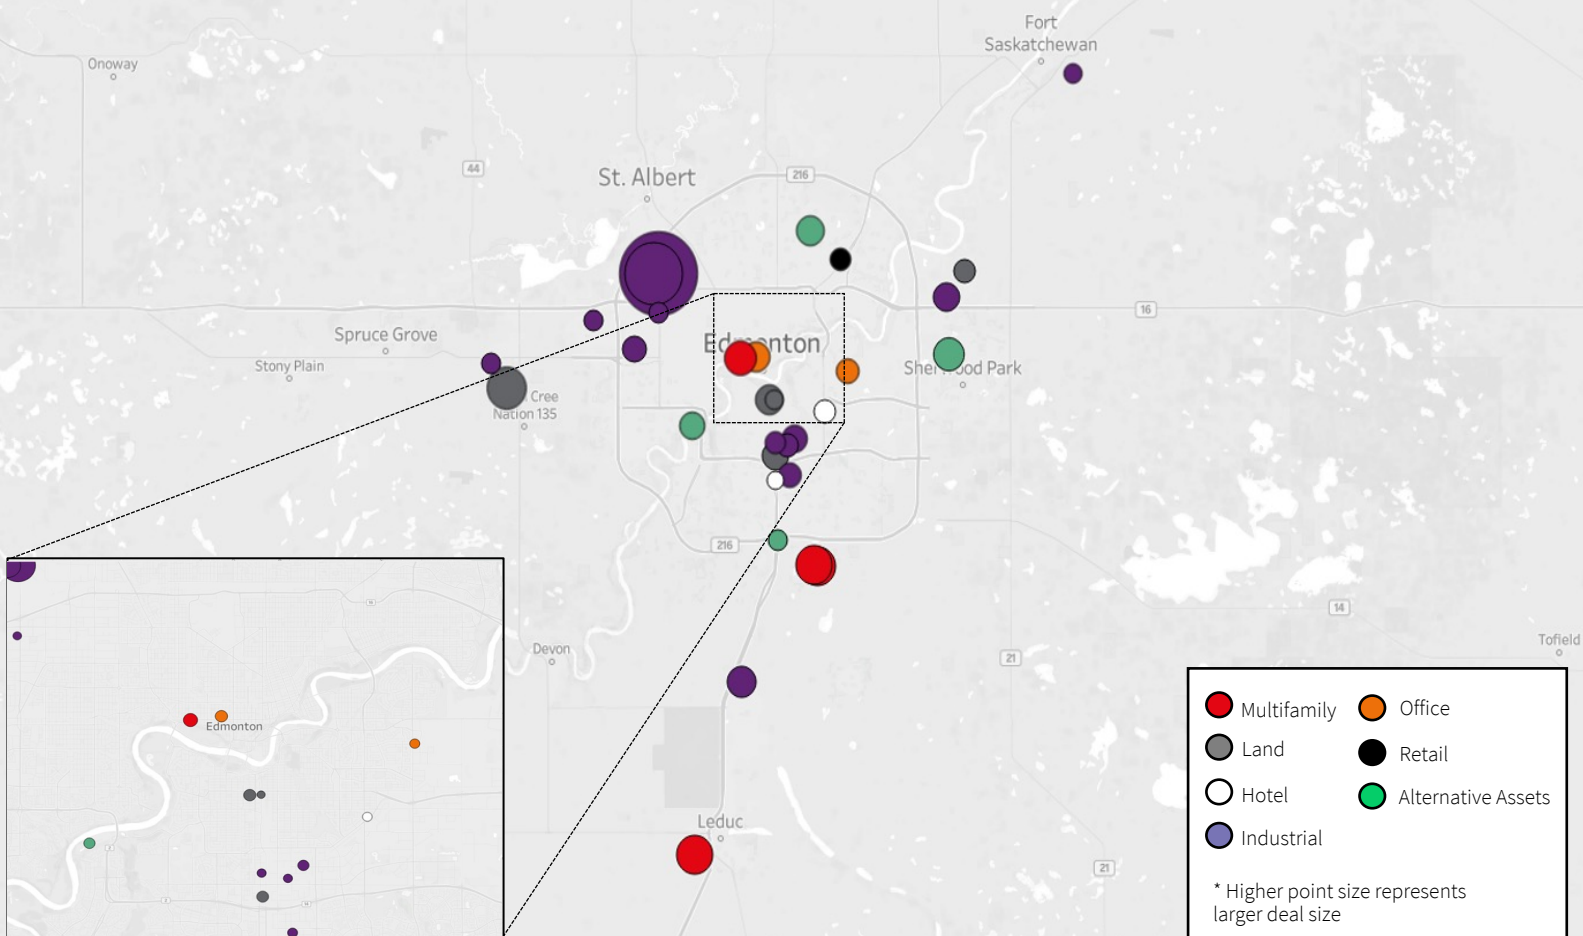 Fort
Saskatchewan
Onoway
44
St. Albert
216
16
Spruce Grove
Edmonton
Stony Plain
Sherwood Park
Cree
Nation 135
216
14
Devon
Tofield
21
Edmonton
Leduc
21
Multifamily
Office
Land
Retail
Hotel
Alternative Assets
Industrial
* Higher point size represents
larger deal size